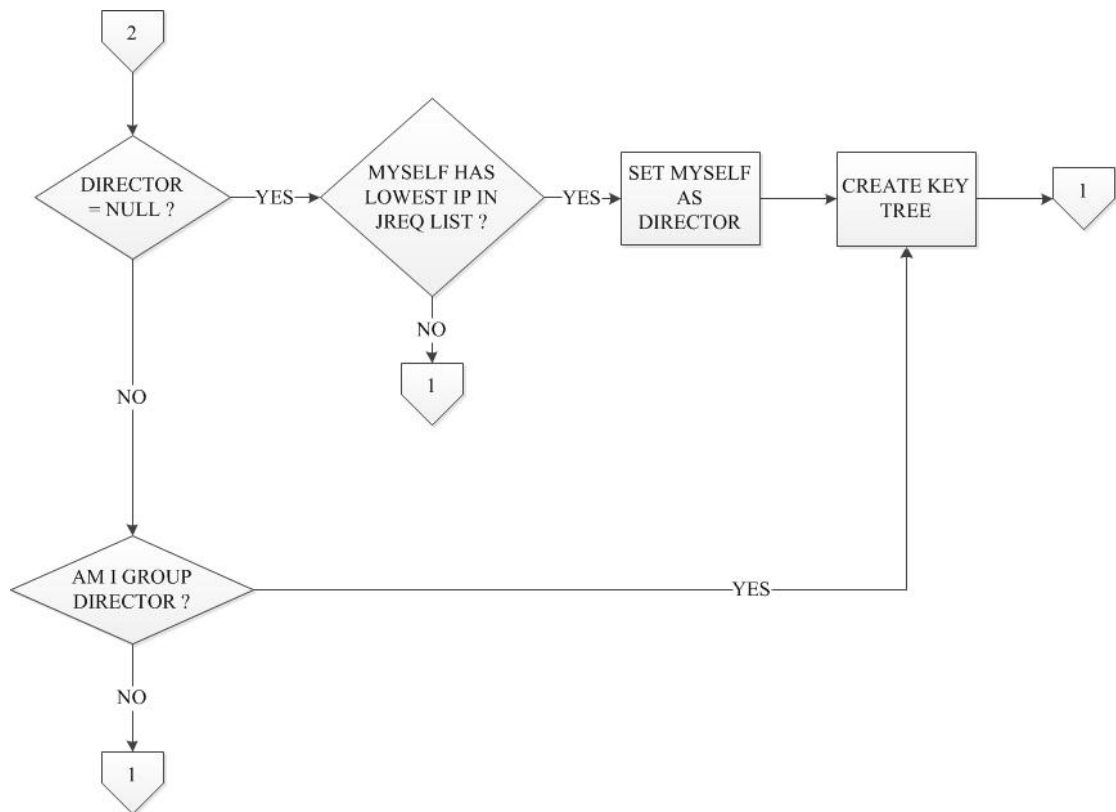 2
DIRECTOR
= NULL ?
YES
MYSELF HAS
LOWEST IP IN
JREQ LIST ?
YES
SET MYSELF
AS
DIRECTOR
CREATE KEY
TREE
1
NO
1
NO
AM I GROUP
DIRECTOR ?
YES
NO
1